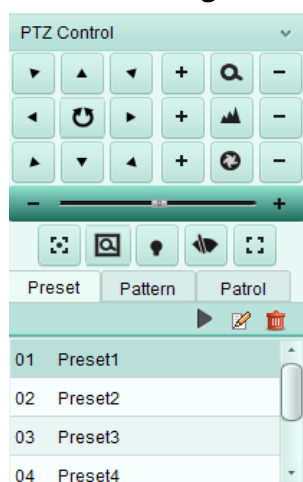 PTZ Control
+ −
+ −
+ −
− +
Preset Pattern Patrol
01 Preset1
02 Preset2
03 Preset3
04 Preset4